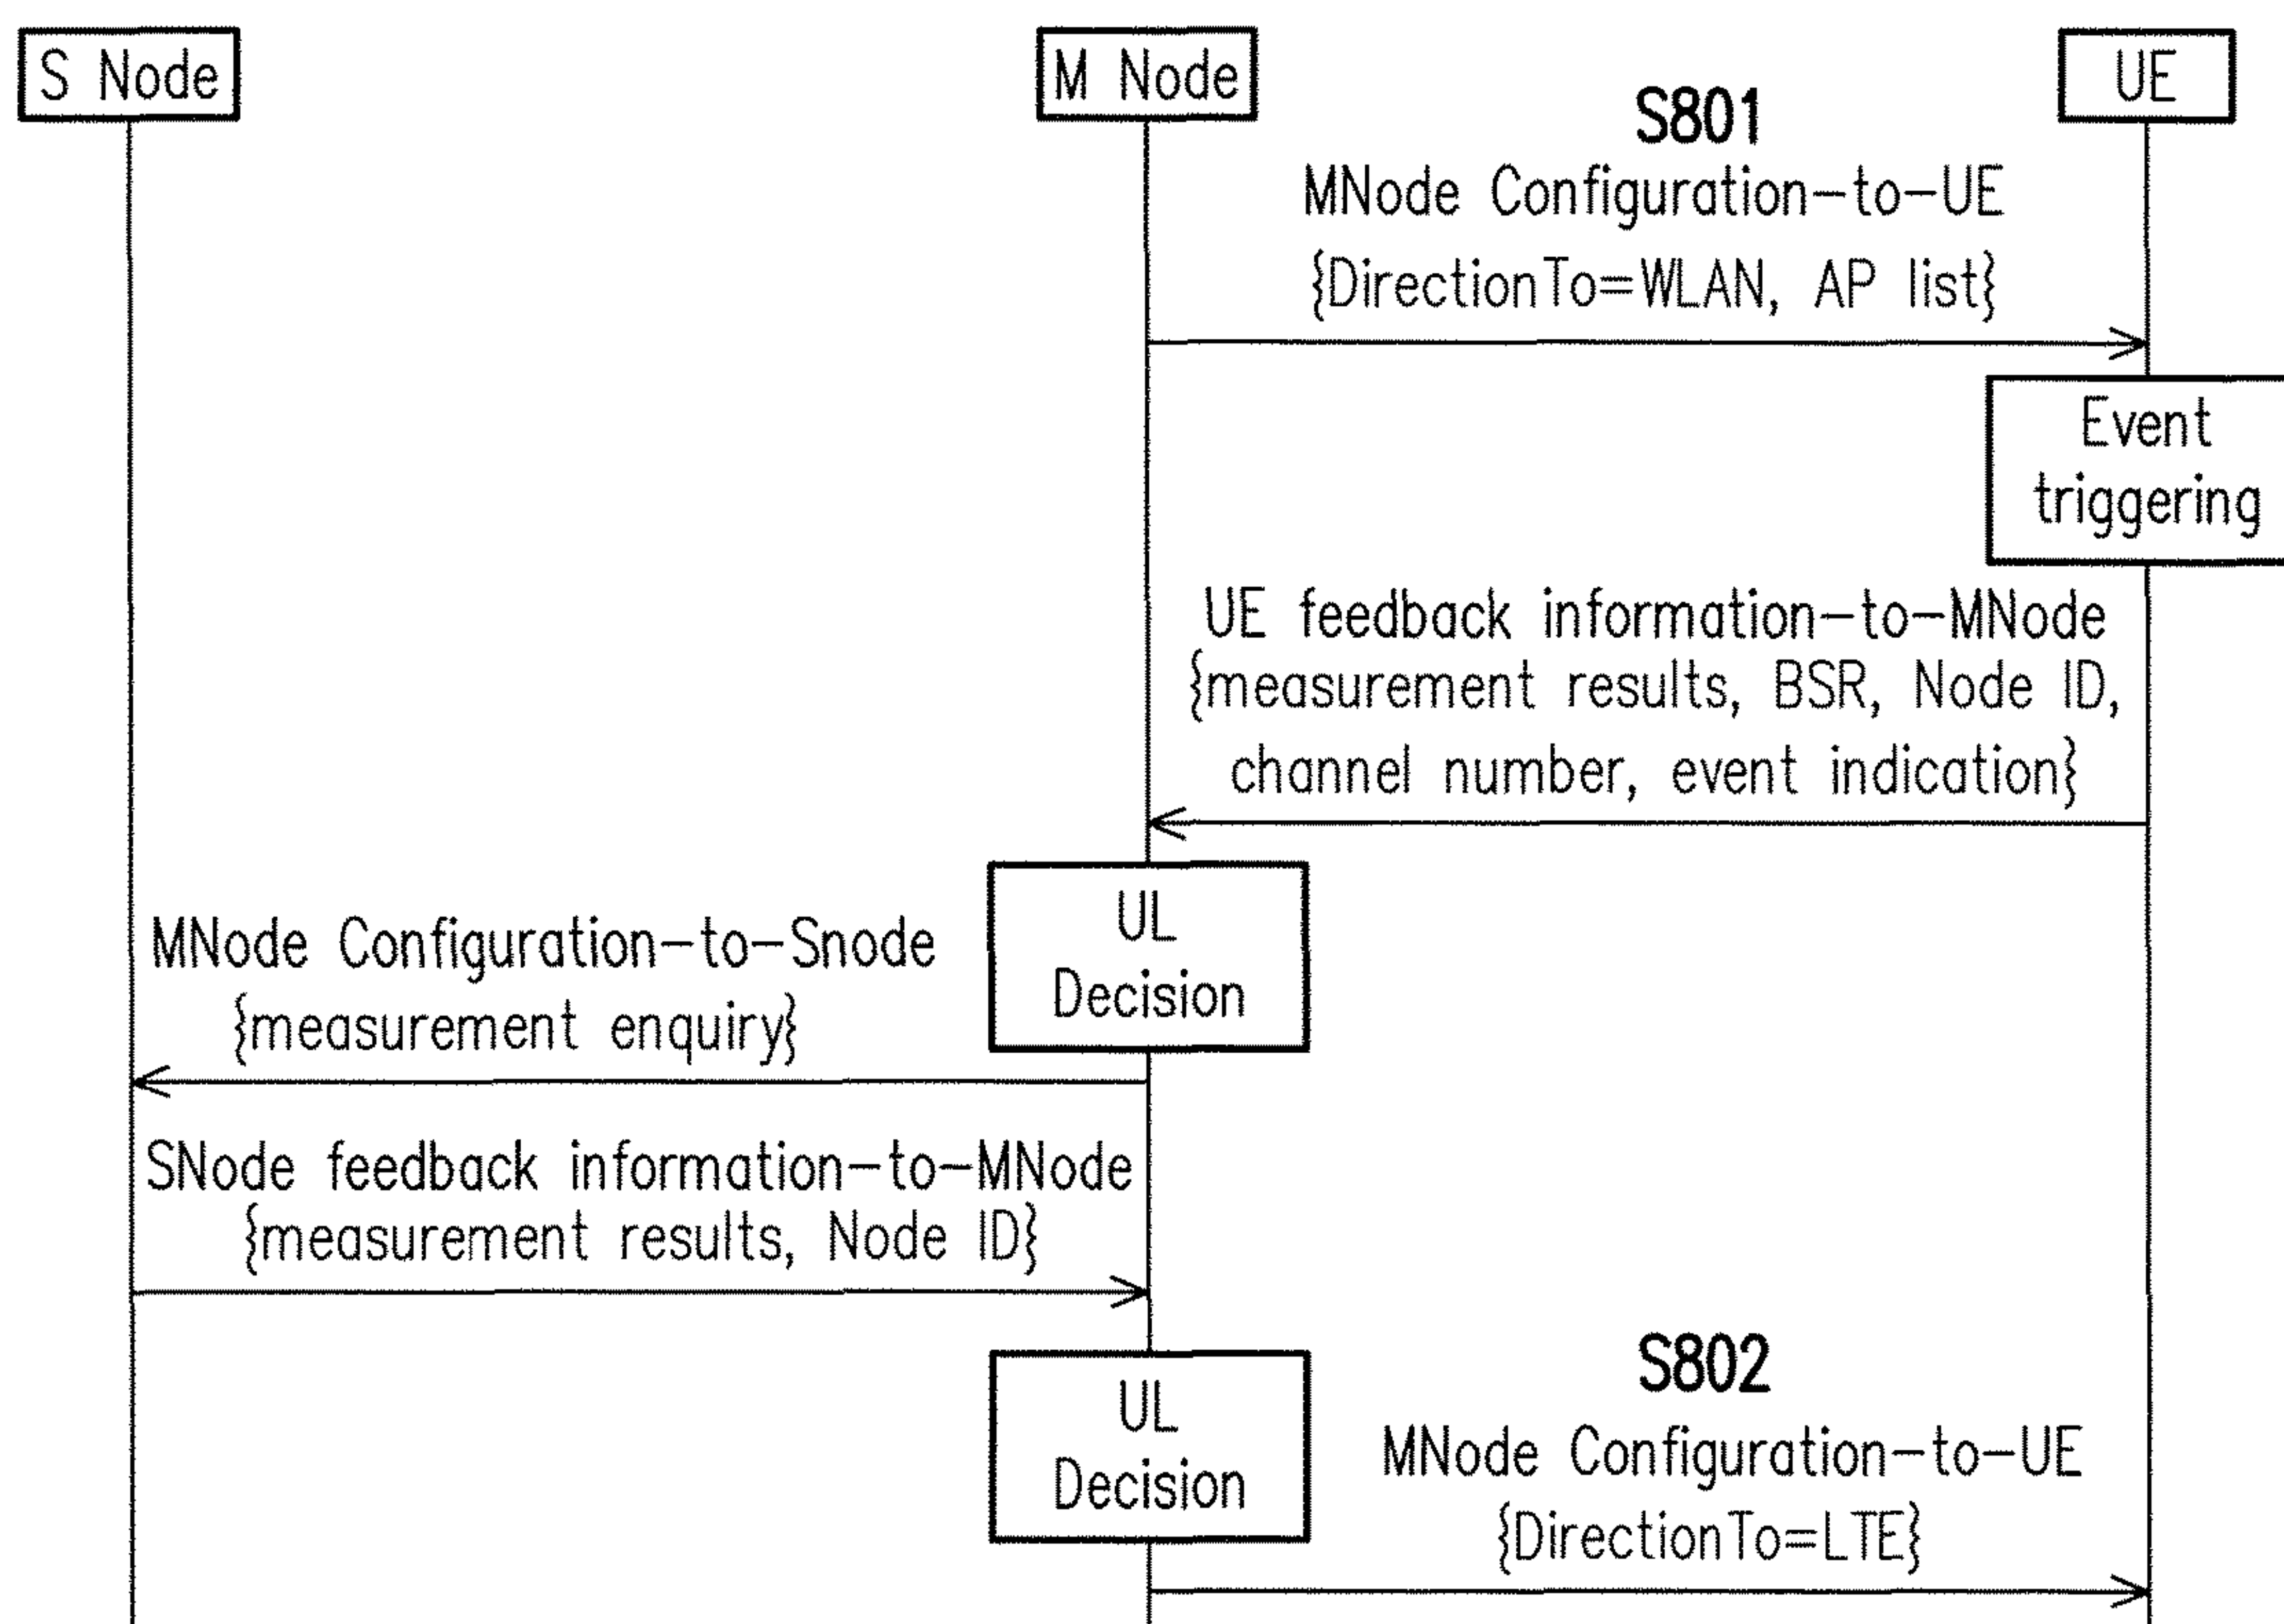 S Node
M Node
UE
S801
MNode Configuration-to-UE
{DirectionTo=WLAN, AP list}
Event
triggering
UE feedback information-to-MNode
{measurement results, BSR, Node ID,
channel number, event indication}
UL
Decision
MNode Configuration-to-Snode
{measurement enquiry}
SNode feedback information-to-MNode
{measurement results, Node ID}
UL
Decision
S802
MNode Configuration-to-UE
{DirectionTo=LTE}